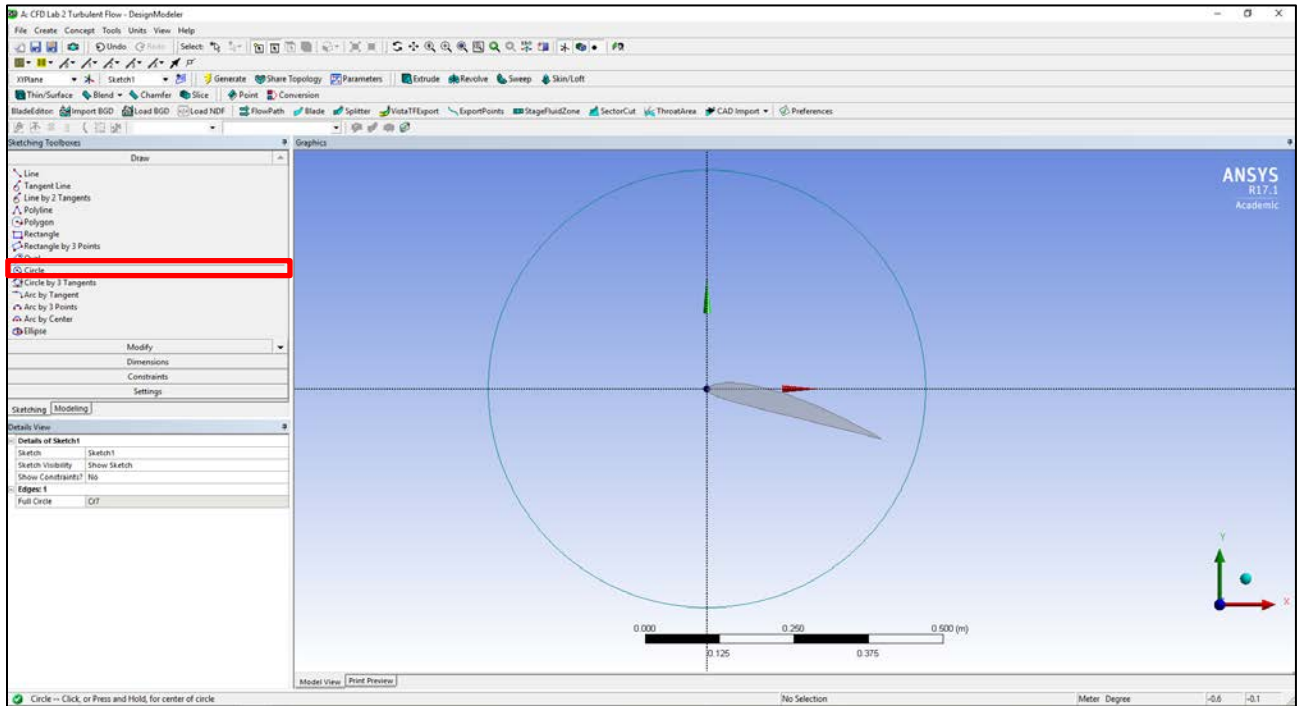 A: CFD Lab 2 Turbulent Flow - DesignModeler
File Create Concept Tools Units View Help
Undo Redo Select:
XYPlane Sketch1 Generate Share Topology Parameters Extrude Revolve Sweep Skin/Loft
Thin/Surface Blend Chamfer Slice Point Conversion
BladeEditor: Import BGD Load BGD Load NDF FlowPath Blade Splitter VistaTFExport ExportPoints StageFluidZone SectorCut ThroatArea CAD Import Preferences
Sketching Toolboxes
Draw
Line
Tangent Line
Line by 2 Tangents
Polyline
Polygon
Rectangle
Rectangle by 3 Points
Oval
Circle
Circle by 3 Tangents
Arc by Tangent
Arc by 3 Points
Arc by Center
Ellipse
Modify
Dimensions
Constraints
Settings
Sketching Modeling
Details View
Details of Sketch1
Sketch Sketch1
Sketch Visibility Show Sketch
Show Constraints? No
Edges: 1
Full Circle Cr7
Graphics
ANSYS
R17.1
Academic
Y
X
0.000 0.250 0.500 (m)
0.125 0.375
Model View Print Preview
Circle -- Click, or Press and Hold, for center of circle No Selection Meter Degree -0.6 -0.1